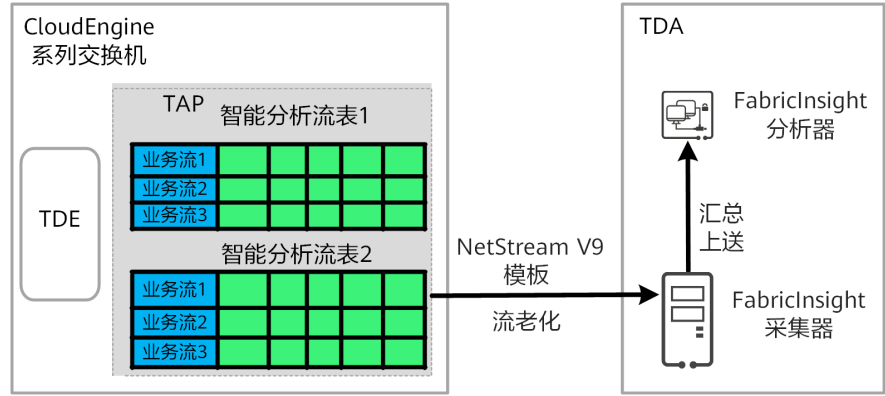 CloudEngine
系列交换机
TDE
TAP
智能分析流表1
业务流1
业务流2
业务流3
智能分析流表2
业务流1
业务流2
业务流3
NetStream V9
模板
流老化
TDA
FabricInsight
分析器
汇总
上送
FabricInsight
采集器